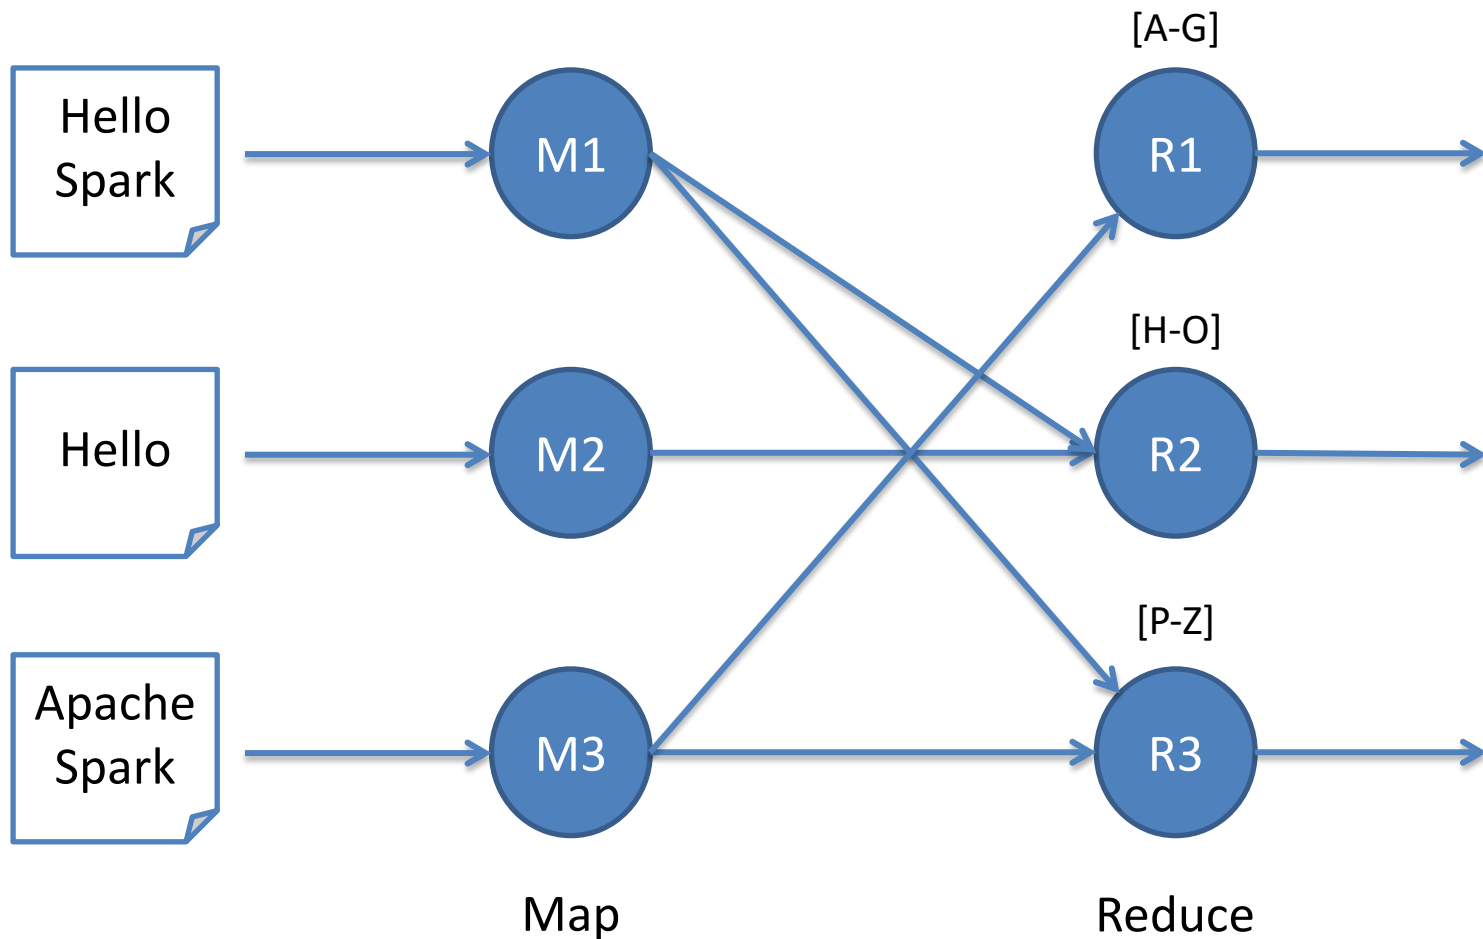 [A-G]
Hello
Spark
M1
R1
[H-O]
Hello
M2
R2
[P-Z]
Apache
Spark
M3
R3
Map
Reduce